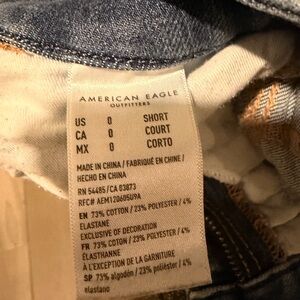 AMERICAN EAGLE
OUTFITTERS
US 0 SHORT
CA 0 COURT
MX 0 CORTO
MADE IN CHINA / FABRIQUÉ EN CHINE /
HECHO EN CHINA
RN 54485/CA 03873
REF# AEM120605U9A
EN 73% COTTON / 23% POLYESTER / 4%
ELASTANE
EXCLUSIVE OF DECORATION
FR 73% COTON / 23% POLYESTER / 4%
ÉLASTHANNE
À L'EXCEPTION DE LA GARNITURE
SP 73% algodón / 23% poliéster / 4%
elastano